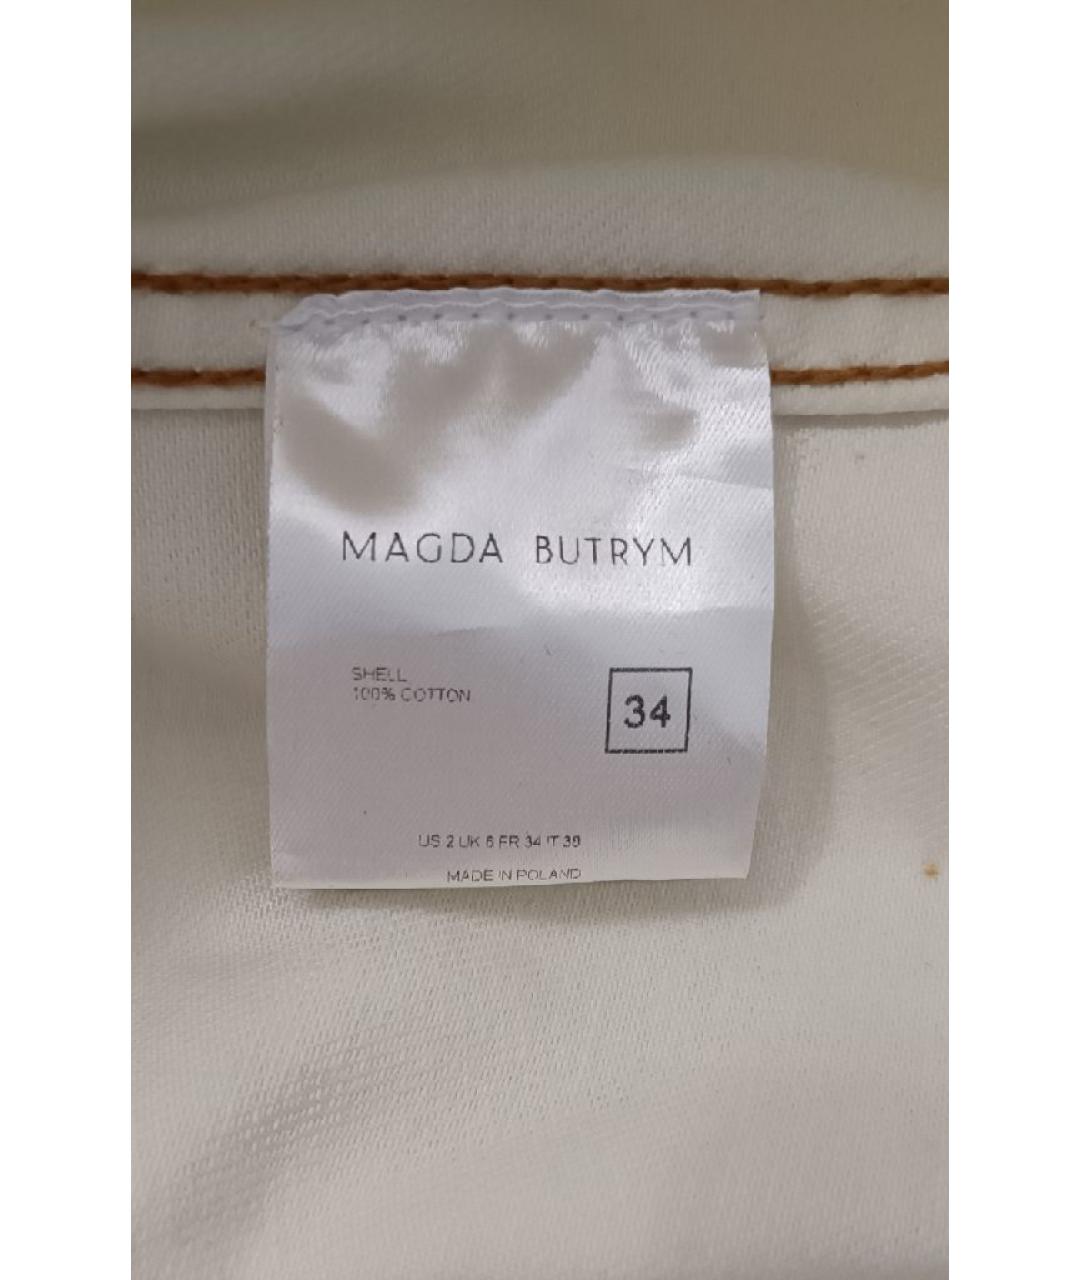 MAGDA BUTRYM
SHELL
100% COTTON
34
US 2 UK 6 FR 34 IT 38
MADE IN POLAND